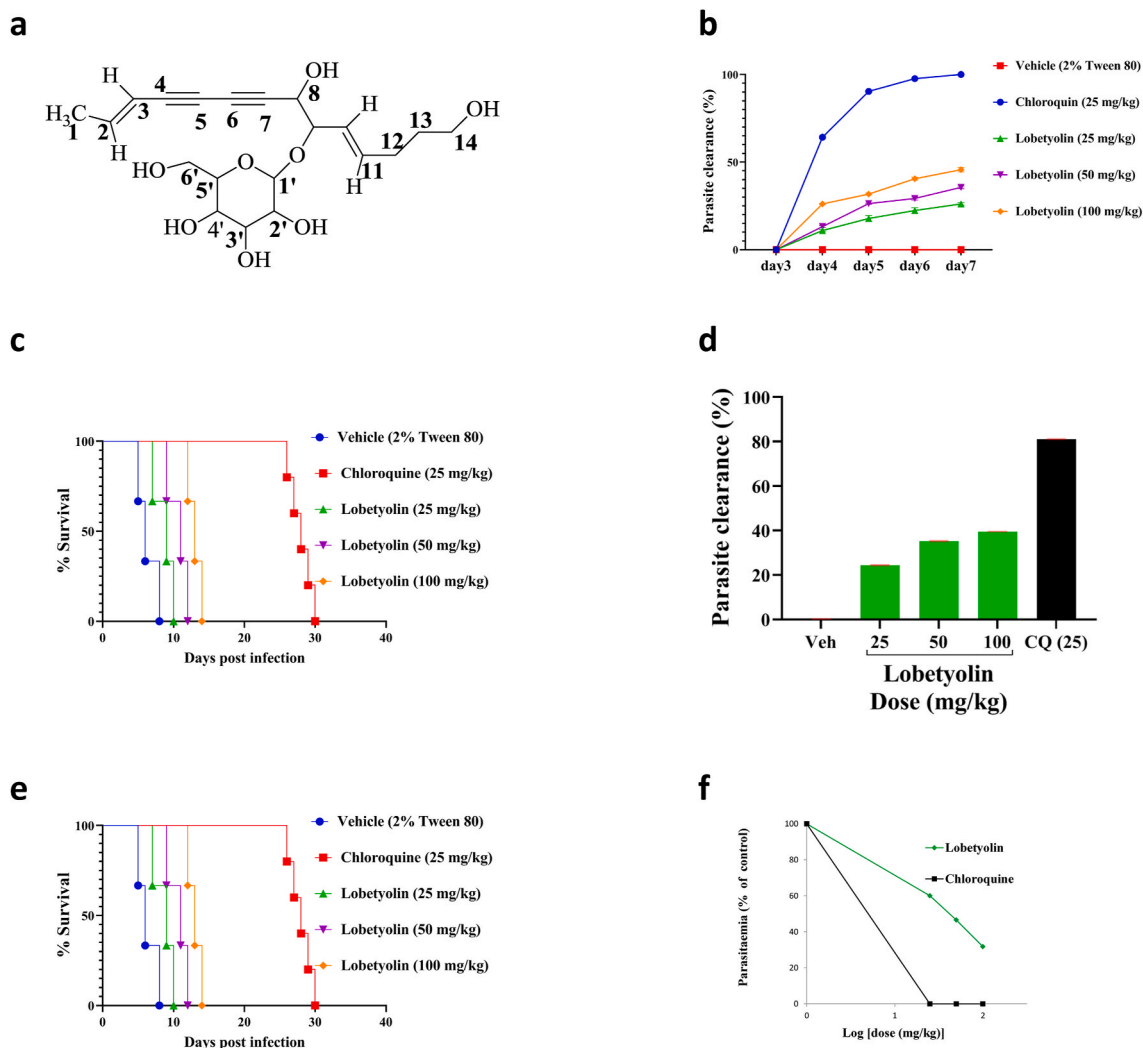 a
OH
H
4
8
H
OH
H₃C
3
5
6
7
13
1
2
12
14
H
O
11
HO
6'
O
H
5'
1'
HO
4'
2'
OH
3'
OH
b
Parasite clearance (%)
100
50
0
day3 day4 day5 day6 day7
Vehicle (2% Tween 80)
Chloroquin (25 mg/kg)
Lobetyolin (25 mg/kg)
Lobetyolin (50 mg/kg)
Lobetyolin (100 mg/kg)
c
% Survival
100
50
0
0 10 20 30 40
Days post infection
Vehicle (2% Tween 80)
Chloroquine (25 mg/kg)
Lobetyolin (25 mg/kg)
Lobetyolin (50 mg/kg)
Lobetyolin (100 mg/kg)
d
Parasite clearance (%)
100
80
60
40
20
0
Veh 25 50 100 CQ (25)
Lobetyolin
Dose (mg/kg)
e
% Survival
100
50
0
0 10 20 30 40
Days post infection
Vehicle (2% Tween 80)
Chloroquine (25 mg/kg)
Lobetyolin (25 mg/kg)
Lobetyolin (50 mg/kg)
Lobetyolin (100 mg/kg)
f
Parasitaemia (% of control)
100
80
60
40
20
0
0 1 2
Log [dose (mg/kg)]
Lobetyolin
Chloroquine